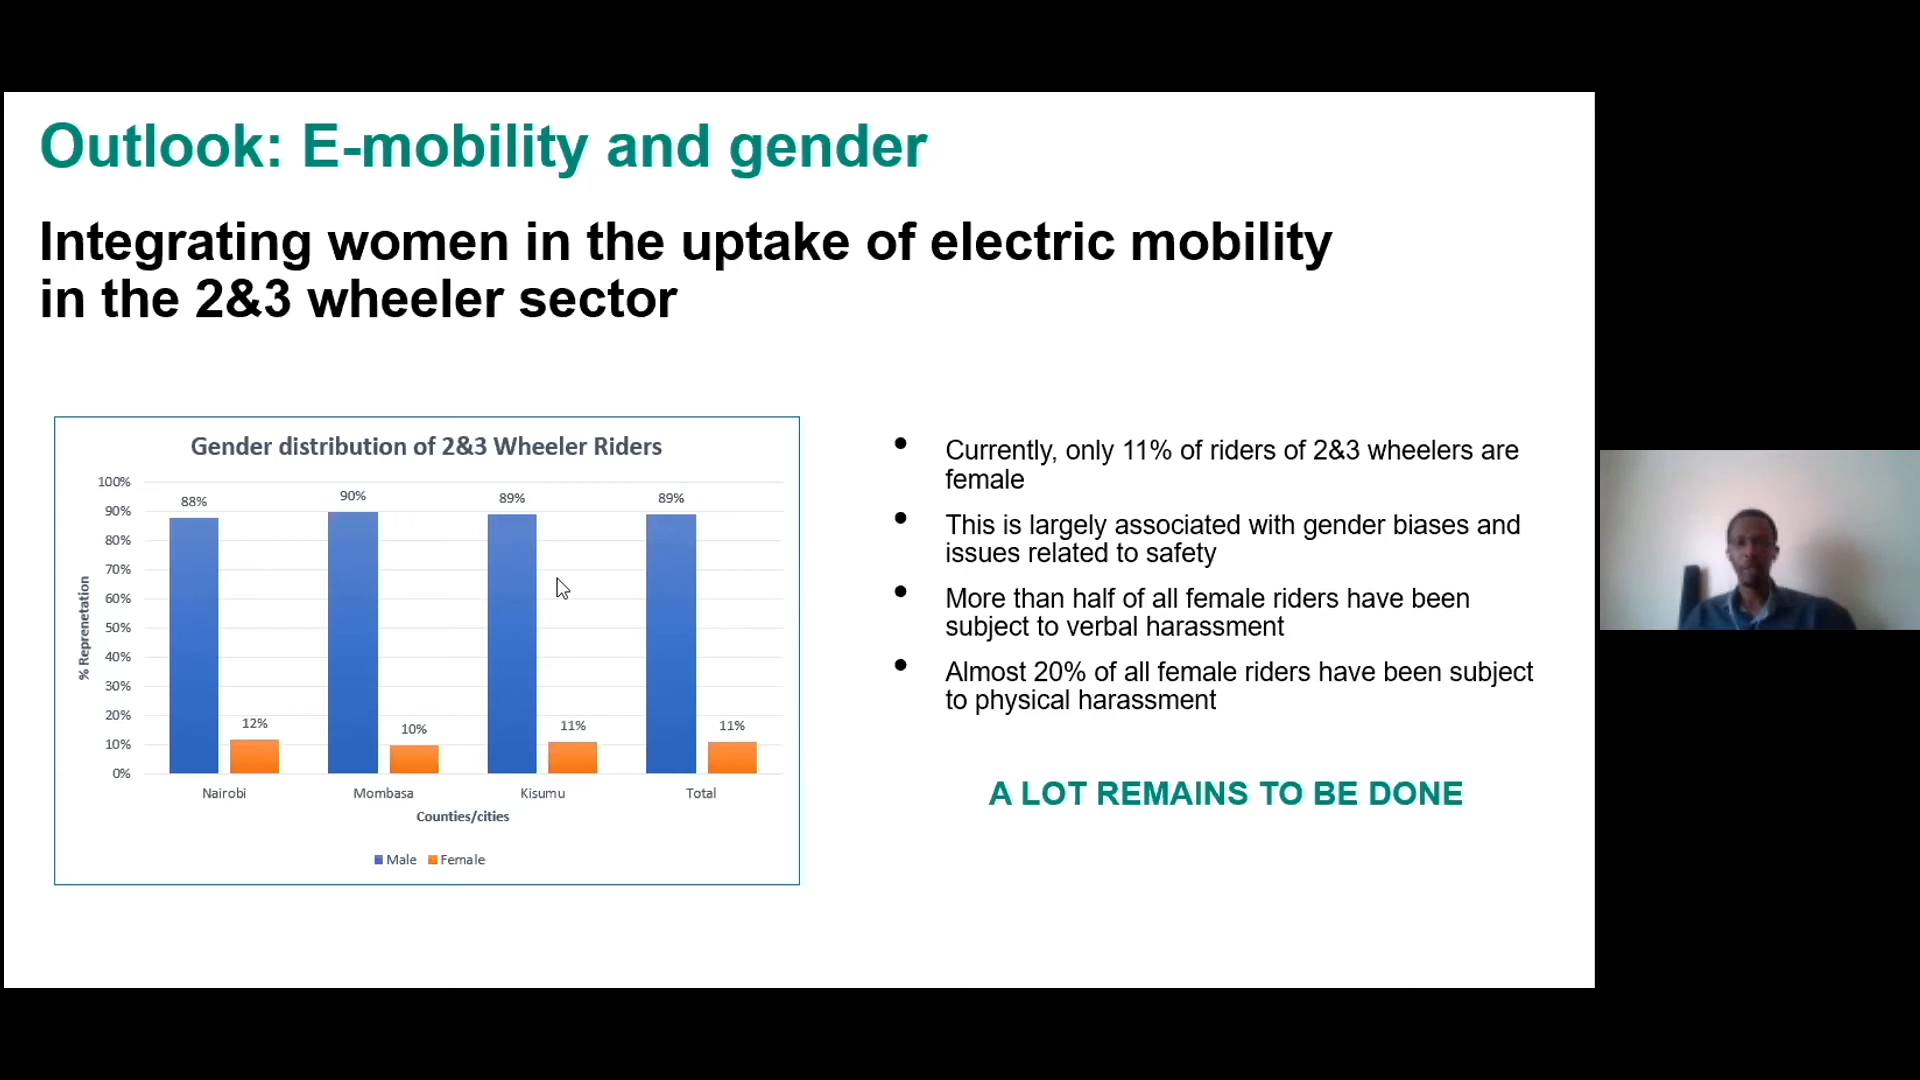 Outlook: E-mobility and gender
Integrating women in the uptake of electric mobility
in the 2&3 wheeler sector
Gender distribution of 2&3 Wheeler Riders
% Reprenetation
100%
90%
80%
70%
60%
50%
40%
30%
20%
10%
0%
88%
12%
90%
10%
89%
11%
89%
11%
Nairobi
Mombasa
Kisumu
Total
Counties/cities
Male
Female
• Currently, only 11% of riders of 2&3 wheelers are
female
• This is largely associated with gender biases and
issues related to safety
• More than half of all female riders have been
subject to verbal harassment
• Almost 20% of all female riders have been subject
to physical harassment
A LOT REMAINS TO BE DONE